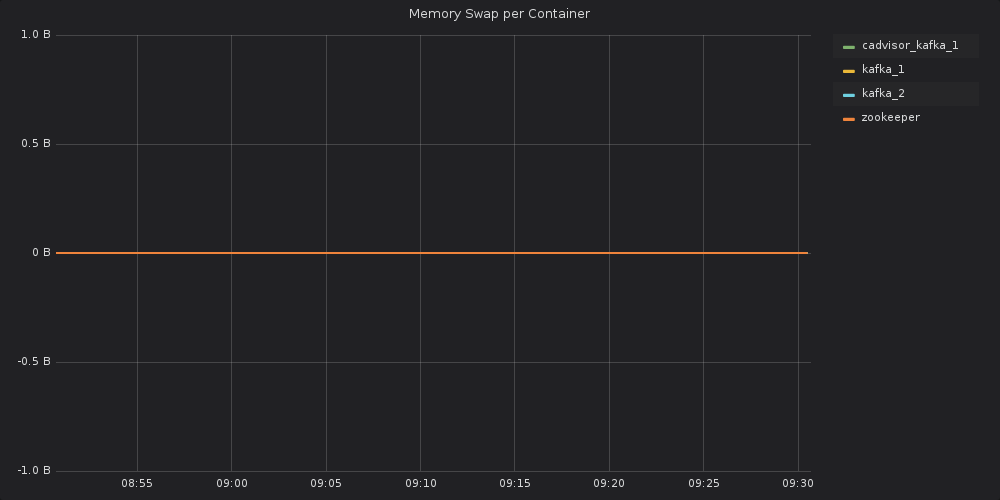 Memory Swap per Container
1.0 B
0.5 B
0 B
-0.5 B
-1.0 B
08:55 09:00 09:05 09:10 09:15 09:20 09:25 09:30
cadvisor_kafka_1
kafka_1
kafka_2
zookeeper